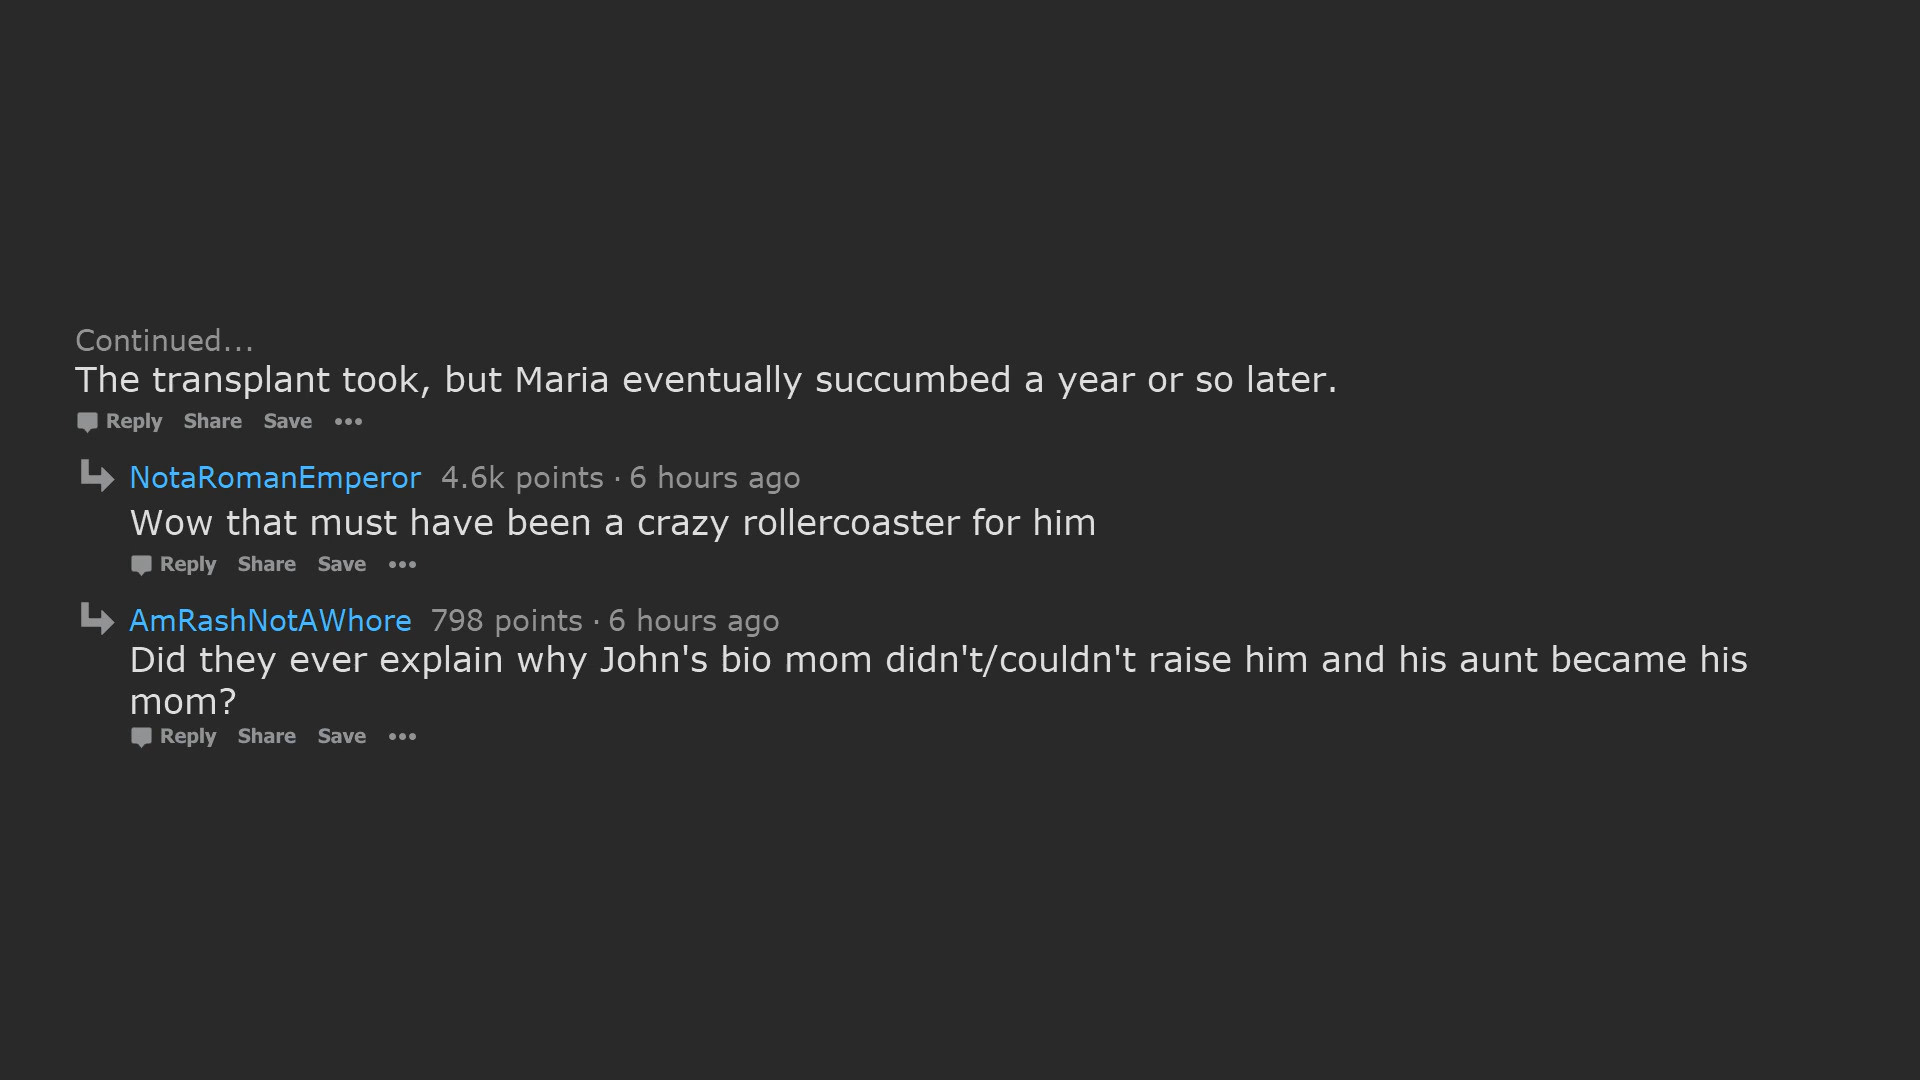 Continued...
The transplant took, but Maria eventually succumbed a year or so later.
Reply Share Save •••
NotaRomanEmperor 4.6k points · 6 hours ago
Wow that must have been a crazy rollercoaster for him
Reply Share Save •••
AmRashNotAWhore 798 points · 6 hours ago
Did they ever explain why John's bio mom didn't/couldn't raise him and his aunt became his
mom?
Reply Share Save •••